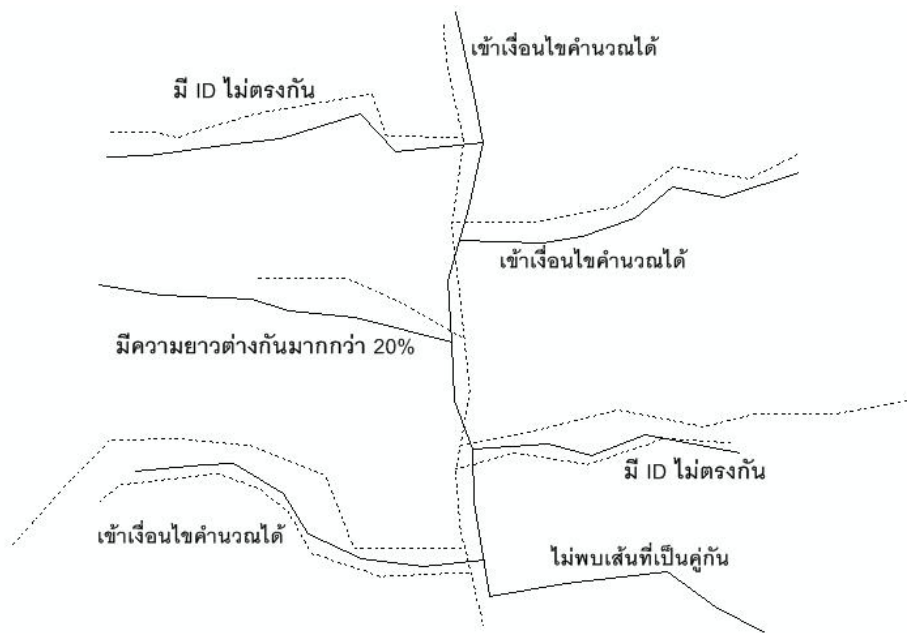 เข้าเงื่อนไขคำนวณได้
มี ID ไม่ตรงกัน
เข้าเงื่อนไขคำนวณได้
มีความยาวต่างกันมากกว่า 20%
มี ID ไม่ตรงกัน
เข้าเงื่อนไขคำนวณได้
ไม่พบเส้นที่เป็นคู่กัน